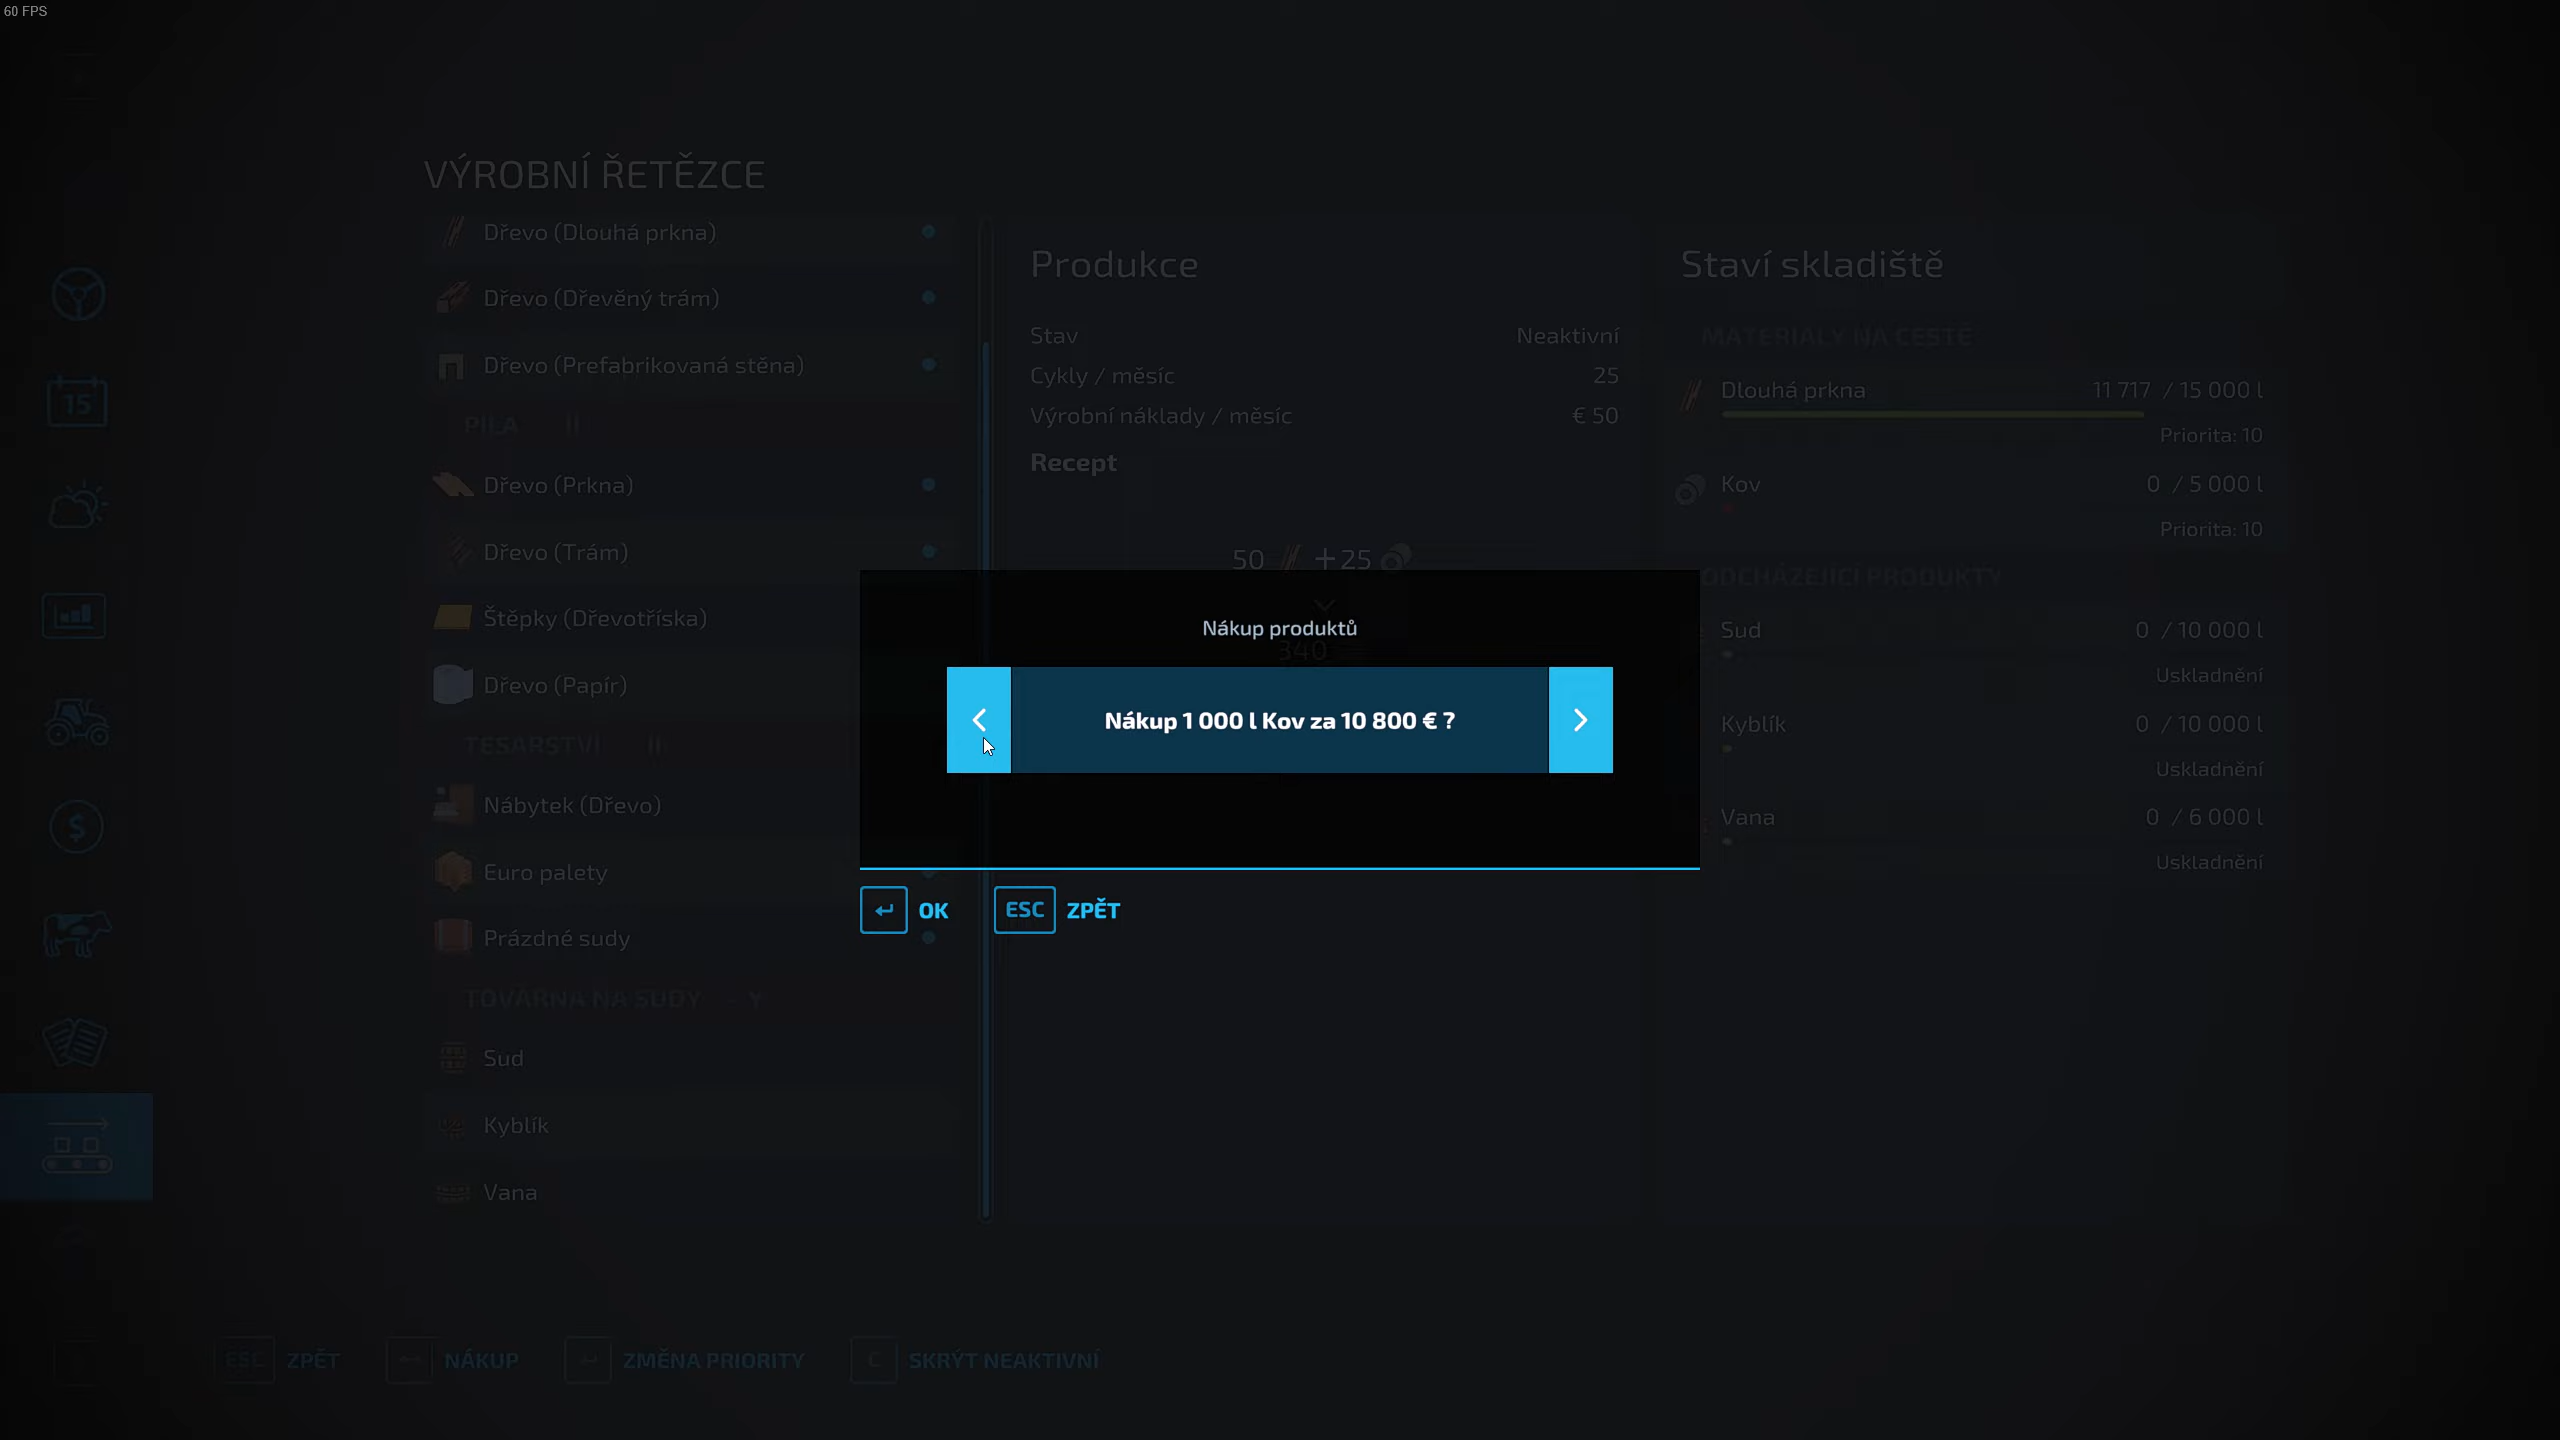 60 FPS
VÝROBNÍ ŘETĚZCE
Dřevo (Dlouhá prkna)
Dřevo (Dřevěný trám)
Dřevo (Prefabrikovaná stěna)
PILA
Dřevo (Prkna)
Dřevo (Trám)
Štěpky (Dřevotříska)
Dřevo (Papír)
TESAŘSTVÍ
Nábytek (Dřevo)
Euro palety
Prázdné sudy
TOVÁRNA NA SUDY
Sud
Kyblík
Vana
15
Produkce
Stav Neaktivní
Cykly / měsíc 25
Výrobní náklady / měsíc € 50
Recept
50 + 25
340
Staví skladiště
MATERIÁLY NA CESTĚ
Dlouhá prkna 11 717 / 15 000 l
Priorita: 10
Kov 0 / 5 000 l
Priorita: 10
ODCHÁZEJÍCÍ PRODUKTY
Sud 0 / 10 000 l
Uskladnění
Kyblík 0 / 10 000 l
Uskladnění
Vana 0 / 6 000 l
Uskladnění
Nákup produktů
Nákup 1 000 l Kov za 10 800 € ?
OK ESC ZPĚT
ESC ZPĚT NÁKUP ZMĚNA PRIORITY C SKRÝT NEAKTIVNÍ